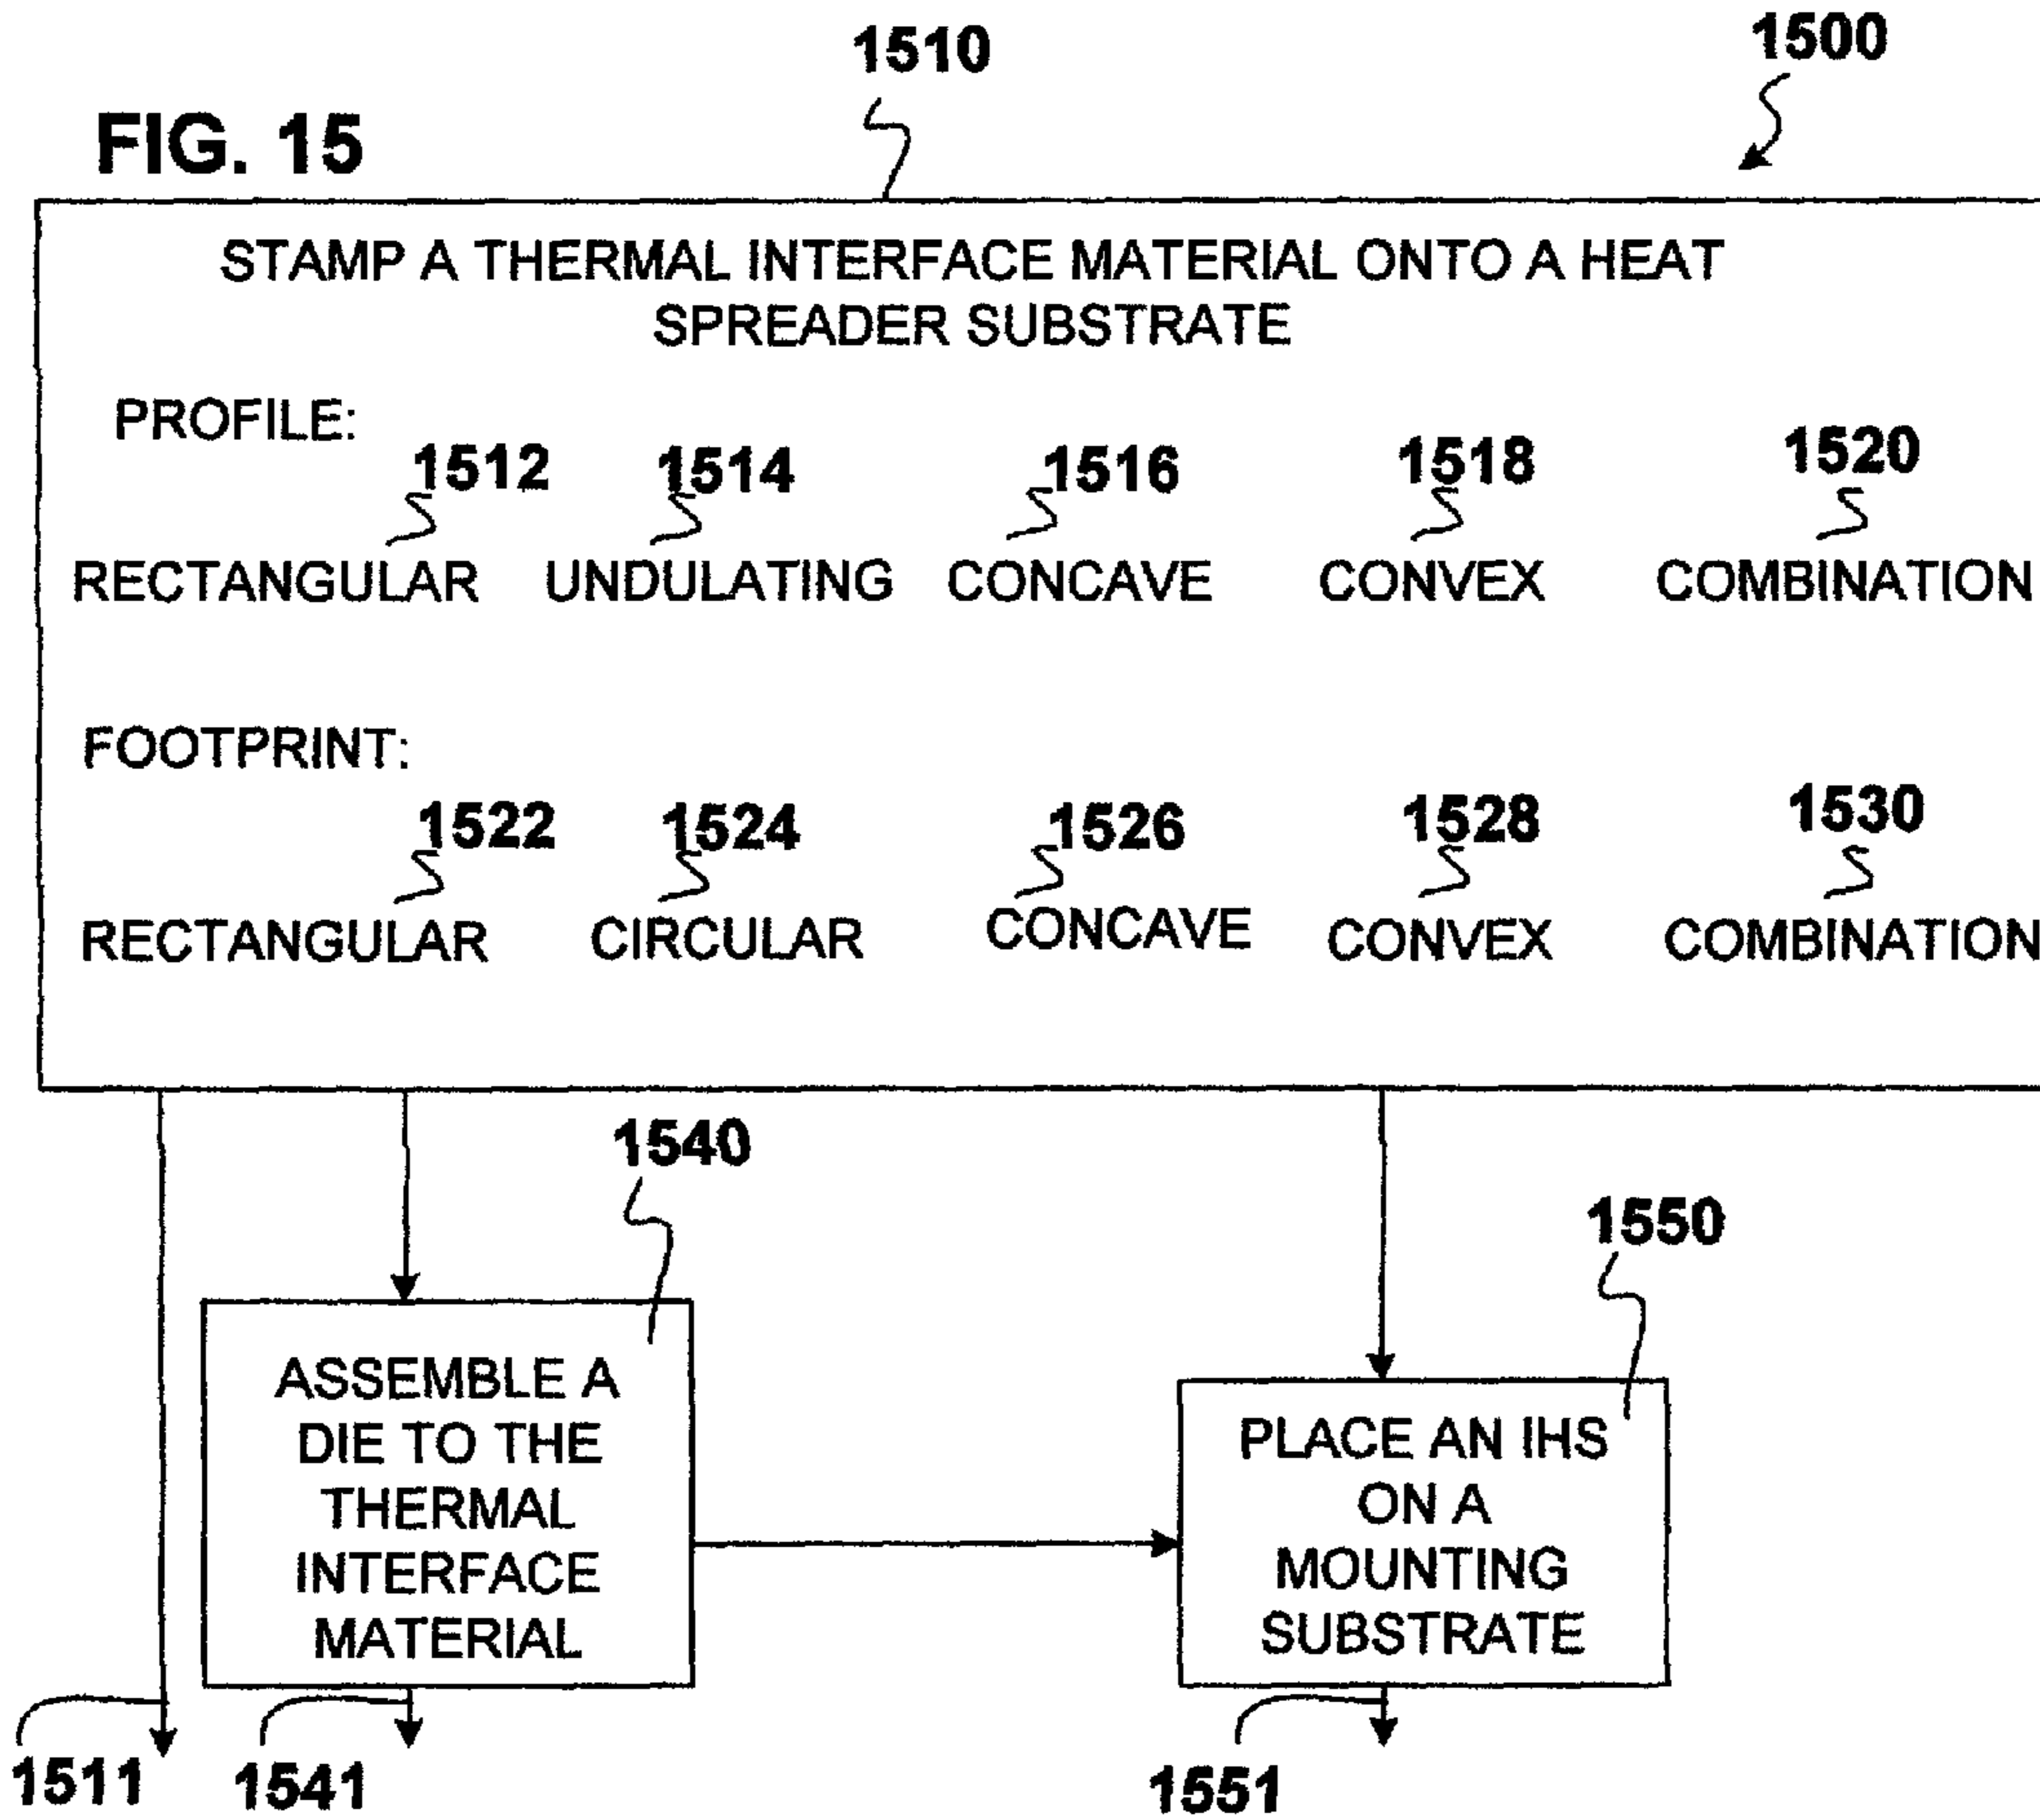 1510
1500
FIG. 15
STAMP A THERMAL INTERFACE MATERIAL ONTO A HEAT
SPREADER SUBSTRATE
PROFILE:
1512 1514 1516 1518 1520
RECTANGULAR UNDULATING CONCAVE CONVEX COMBINATION
FOOTPRINT:
1522 1524 1526 1528 1530
RECTANGULAR CIRCULAR CONCAVE CONVEX COMBINATION
1540
ASSEMBLE A
DIE TO THE
THERMAL
INTERFACE
MATERIAL
1550
PLACE AN IHS
ON A
MOUNTING
SUBSTRATE
1511 1541 1551